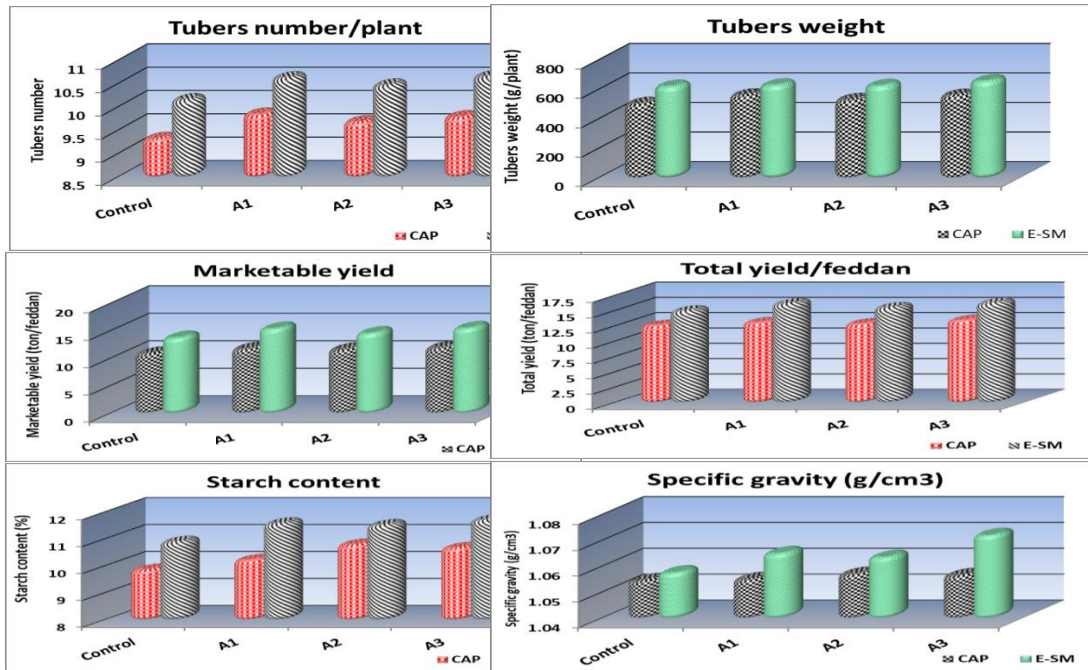 Tubers number/plant
Tubers number
11
10.5
10
9.5
9
8.5
Control
A1
A2
A3
CAP
Tubers weight
Tubers weight (g/plant)
800
600
400
200
0
Control
A1
A2
A3
CAP
E-SM
Marketable yield
Marketable yield (ton/feddan)
20
15
10
5
0
Control
A1
A2
A3
CAP
Total yield/feddan
Total yield (ton/feddan)
17.5
15
12.5
10
7.5
5
2.5
0
Control
A1
A2
A3
CAP
E-SM
Starch content
Starch content (%)
12
11
10
9
8
Control
A1
A2
A3
CAP
Specific gravity (g/cm3)
Specific gravity (g/cm3)
1.08
1.07
1.06
1.05
1.04
Control
A1
A2
A3
CAP
E-SM